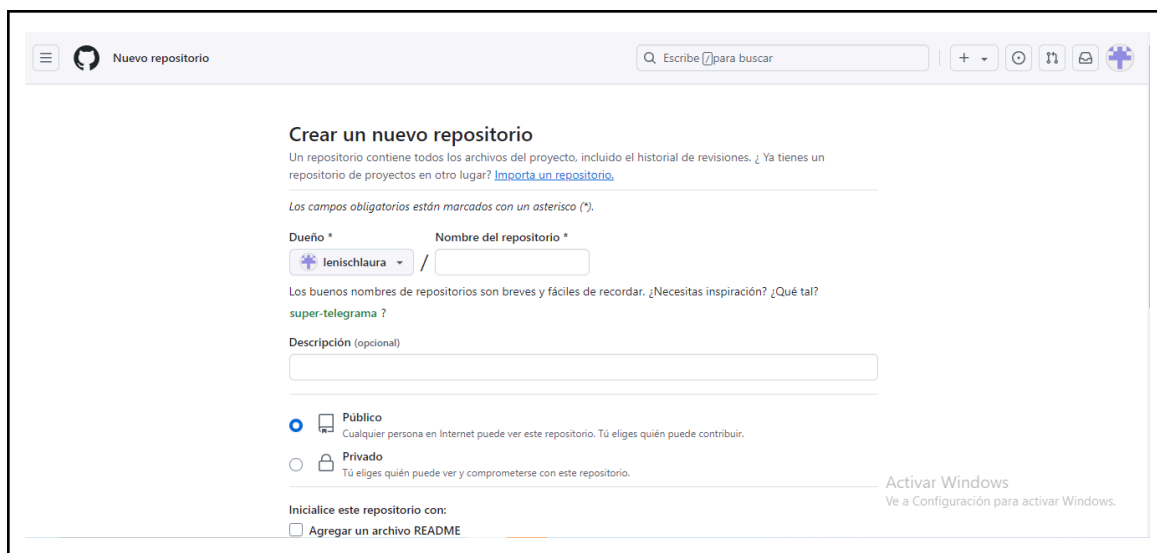 Nuevo repositorio
Escribe / para buscar
Crear un nuevo repositorio
Un repositorio contiene todos los archivos del proyecto, incluido el historial de revisiones. ¿ Ya tienes un
repositorio de proyectos en otro lugar? Importa un repositorio.
Los campos obligatorios están marcados con un asterisco (*).
Dueño * Nombre del repositorio *
lenischlaura /
Los buenos nombres de repositorios son breves y fáciles de recordar. ¿Necesitas inspiración? ¿Qué tal?
super-telegrama ?
Descripción (opcional)
Público
Cualquier persona en Internet puede ver este repositorio. Tú eliges quién puede contribuir.
Privado
Tú eliges quién puede ver y comprometerse con este repositorio.
Activar Windows
Ve a Configuración para activar Windows.
Inicialice este repositorio con:
Agregar un archivo README